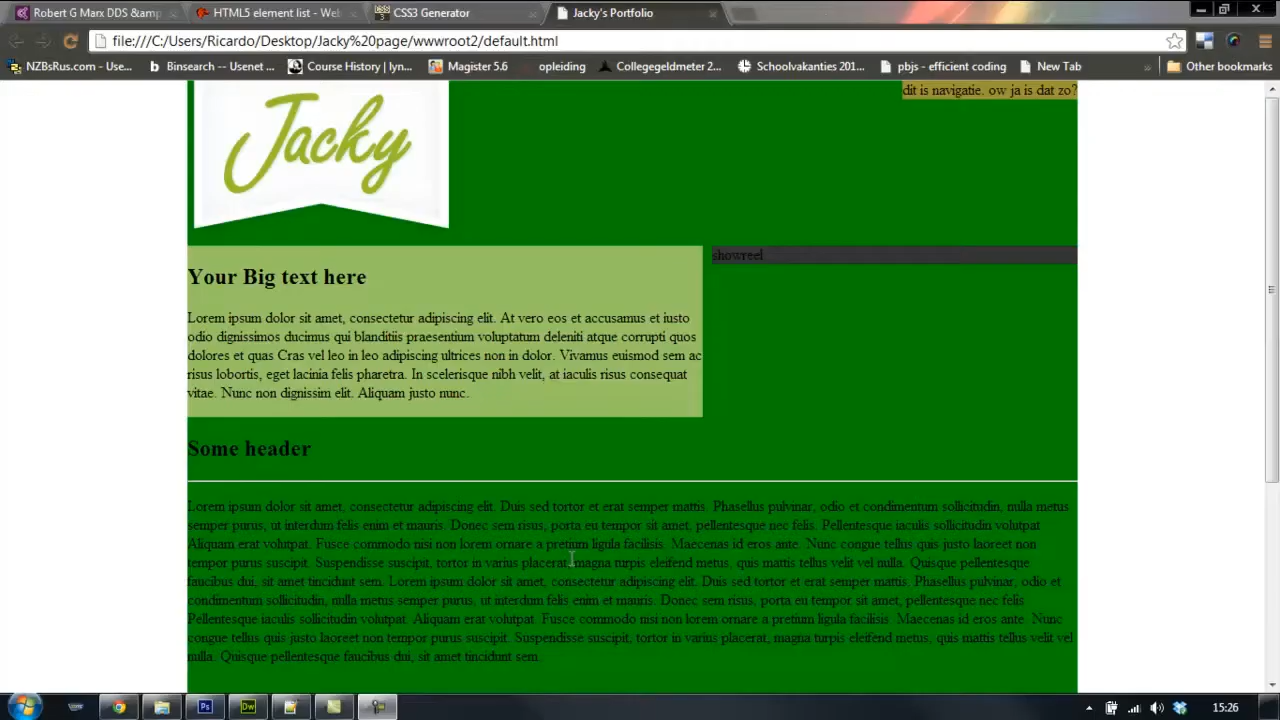 Robert G Marx DDS &amp
HTML5 element list - Web
CSS3 Generator
Jacky's Portfolio
file:///C:/Users/Ricardo/Desktop/Jacky%20page/wwwroot2/default.html
NZBsRus.com - Use...
Binsearch -- Usenet ...
Course History | lyn...
Magister 5.6
opleiding
Collegegeldmeter 2...
Schoolvakanties 201...
pbjs - efficient coding
New Tab
»
Other bookmarks
Jacky
dit is navigatie. ow ja is dat zo?
Your Big text here
showreel
Lorem ipsum dolor sit amet, consectetur adipiscing elit. At vero eos et accusamus et iusto
odio dignissimos ducimus qui blanditiis praesentium voluptatum deleniti atque corrupti quos
dolores et quas Cras vel leo in leo adipiscing ultrices non in dolor. Vivamus euismod sem ac
risus lobortis, eget lacinia felis pharetra. In scelerisque nibh velit, at iaculis risus consequat
vitae. Nunc non dignissim elit. Aliquam justo nunc.
Some header
Lorem ipsum dolor sit amet, consectetur adipiscing elit. Duis sed tortor et erat semper mattis. Phasellus pulvinar, odio et condimentum sollicitudin, nulla metus
semper purus, ut interdum felis enim et mauris. Donec sem risus, porta eu tempor sit amet, pellentesque nec felis. Pellentesque iaculis sollicitudin volutpat
Aliquam erat volutpat. Fusce commodo nisi non lorem ornare a pretium ligula facilisis. Maecenas id eros ante. Nunc congue tellus quis justo laoreet non
tempor purus suscipit. Suspendisse suscipit, tortor in varius placerat, magna turpis eleifend metus, quis mattis tellus velit vel nulla. Quisque pellentesque
faucibus dui, sit amet tincidunt sem. Lorem ipsum dolor sit amet, consectetur adipiscing elit. Duis sed tortor et erat semper mattis. Phasellus pulvinar, odio et
condimentum sollicitudin, nulla metus semper purus, ut interdum felis enim et mauris. Donec sem risus, porta eu tempor sit amet, pellentesque nec felis.
Pellentesque iaculis sollicitudin volutpat. Aliquam erat volutpat. Fusce commodo nisi non lorem ornare a pretium ligula facilisis. Maecenas id eros ante. Nunc
congue tellus quis justo laoreet non tempor purus suscipit. Suspendisse suscipit, tortor in varius placerat, magna turpis eleifend metus, quis mattis tellus velit vel
nulla. Quisque pellentesque faucibus dui, sit amet tincidunt sem.
Ps
Dw
15:26